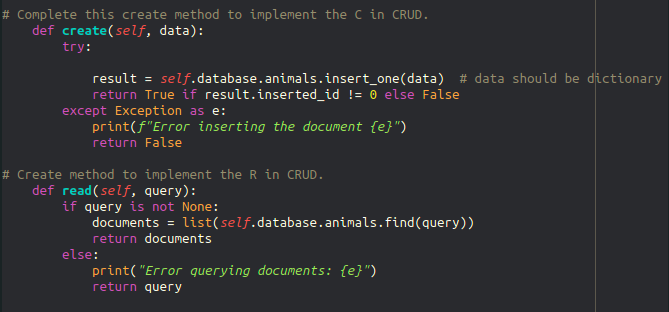 # Complete this create method to implement the C in CRUD.
    def create(self, data):
        try:

            result = self.database.animals.insert_one(data)  # data should be dictionary
            return True if result.inserted_id != 0 else False
        except Exception as e:
            print(f"Error inserting the document {e}")
            return False

# Create method to implement the R in CRUD.
    def read(self, query):
        if query is not None:
            documents = list(self.database.animals.find(query))
            return documents
        else:
            print("Error querying documents: {e}")
            return query